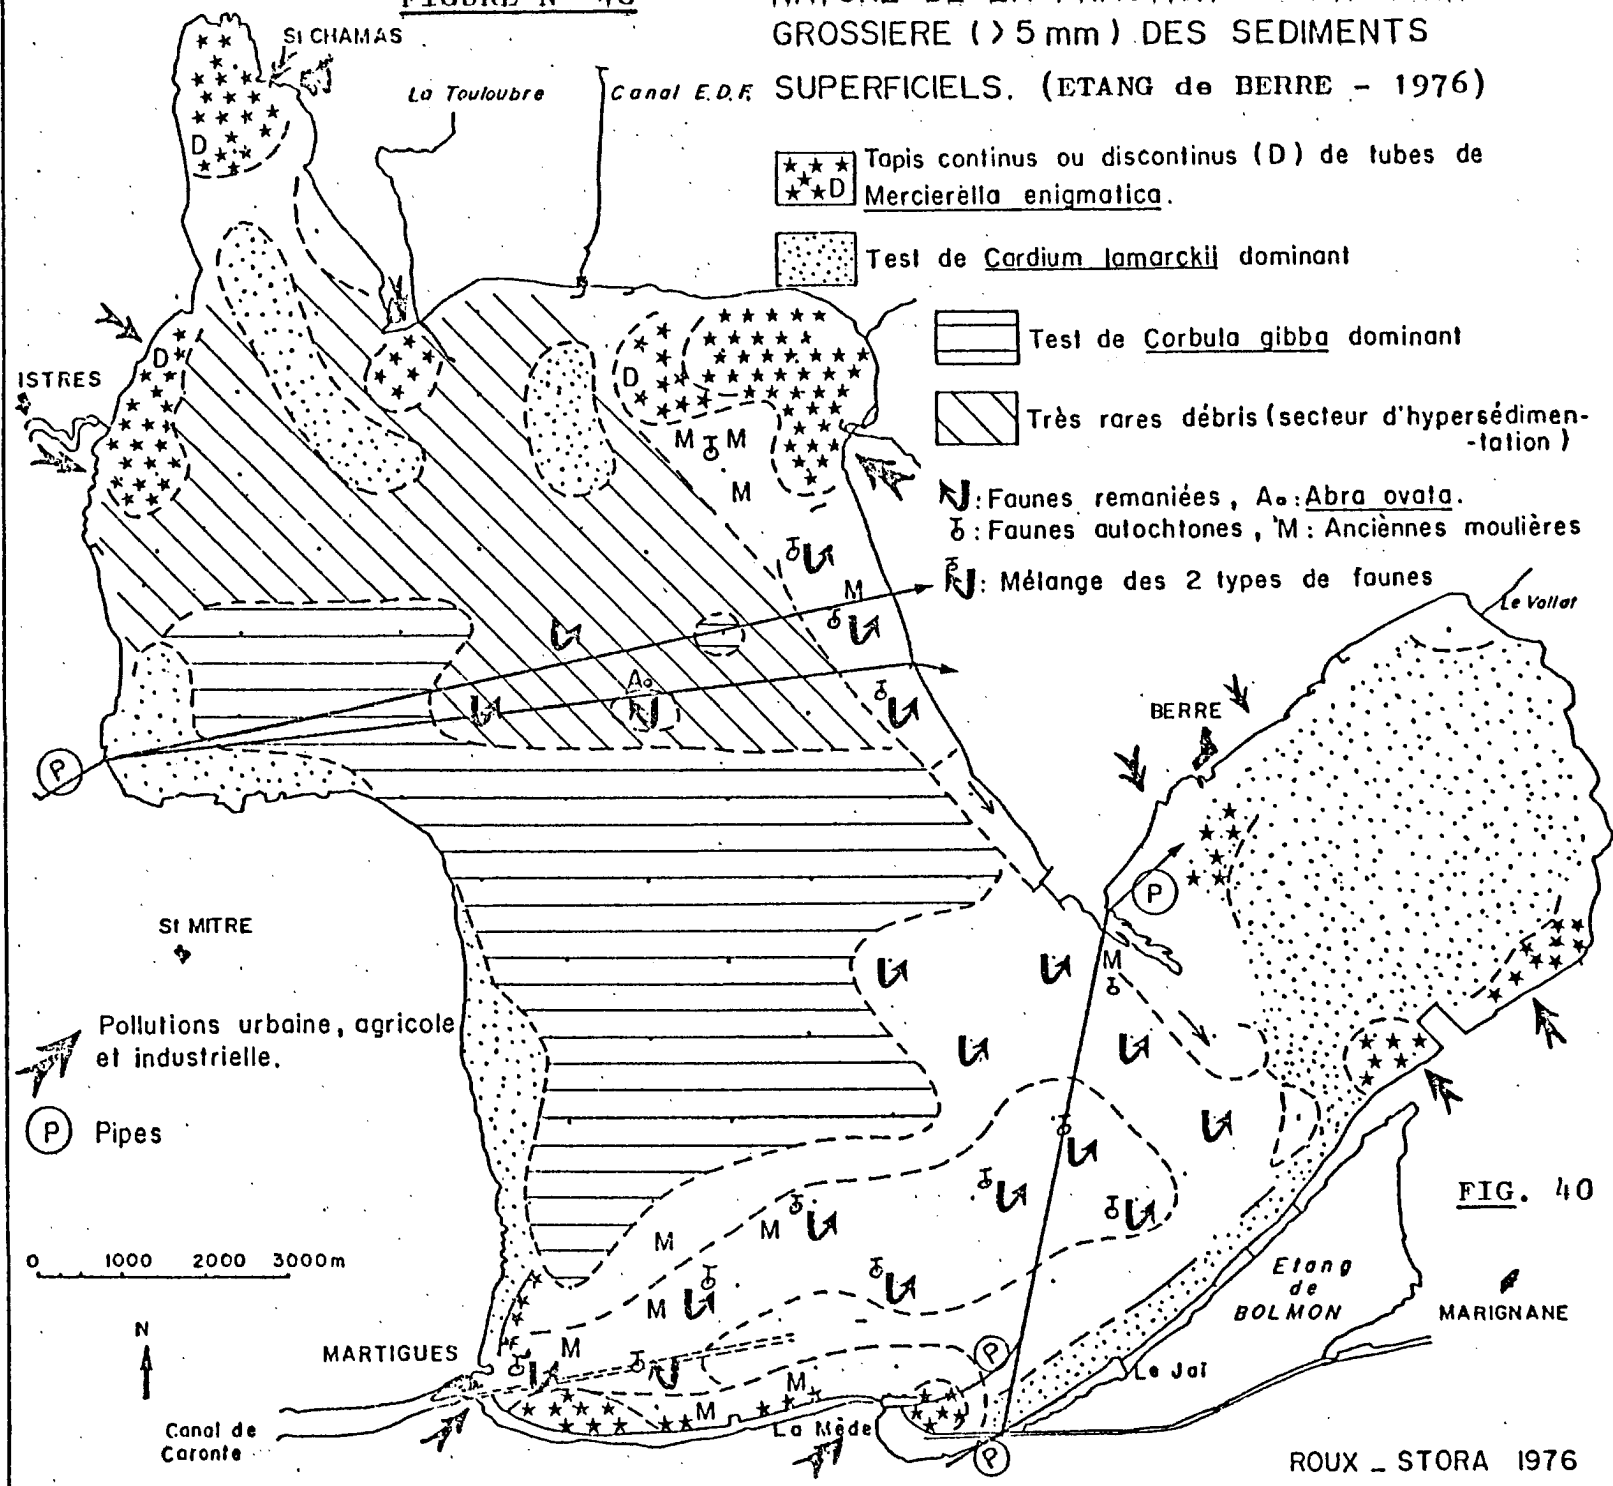 GROSSIERE (>5 mm) DES SEDIMENTS
SUPERFICIELS. (ETANG de BERRE - 1976)
St CHAMAS
La Touloubre
Canal E.D.F.
D
D
Tapis continus ou discontinus (D) de tubes de
Mercierella enigmatica.
Test de Cardium lamarckii dominant
Test de Corbula gibba dominant
Très rares débris (secteur d'hypersédimen-
-tation)
: Faunes remaniées, Ao: Abra ovata.
: Faunes autochtones, M: Anciènnes moulières
: Mélange des 2 types de faunes
ISTRES
D
D
M M
M
M
Le Vallat
Ao
BERRE
P
P
M
St MITRE
Pollutions urbaine, agricole
et industrielle.
P Pipes
FIG. 40
M
M
0 1000 2000 3000m
M
Etang
de
BOLMON
MARIGNANE
N
MARTIGUES
M
P
M
M
Le Jaï
Canal de
Caronte
La Mède
P
ROUX _ STORA 1976